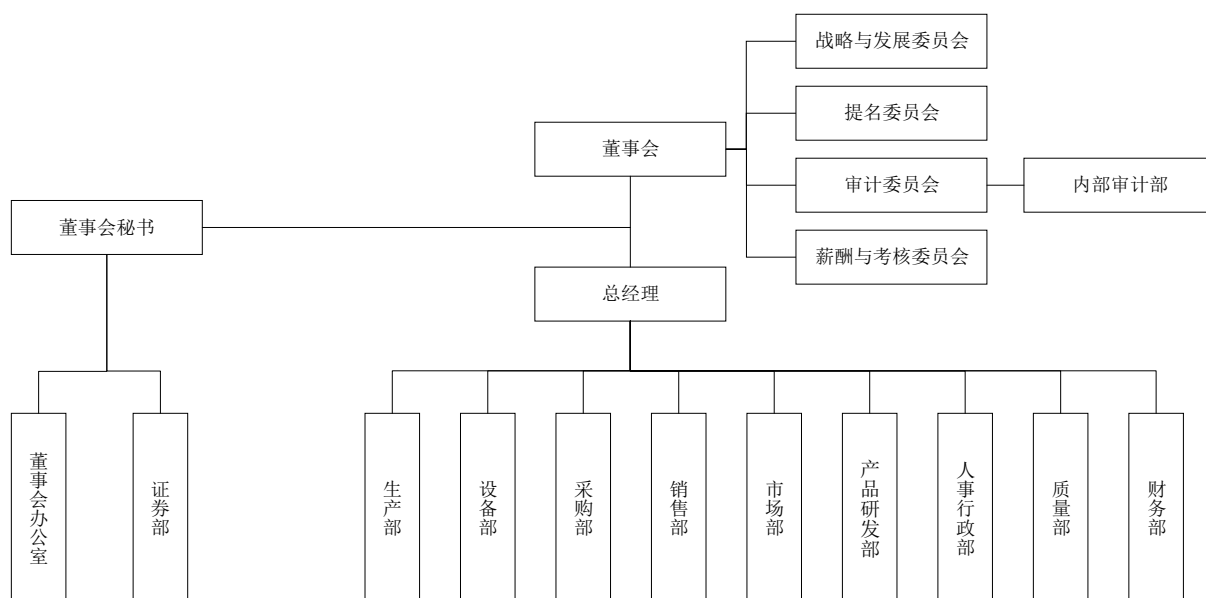 战略与发展委员会
提名委员会
董事会
审计委员会
内部审计部
董事会秘书
薪酬与考核委员会
总经理
董事会办公室
证券部
生产部
设备部
采购部
销售部
市场部
产品研发部
人事行政部
质量部
财务部